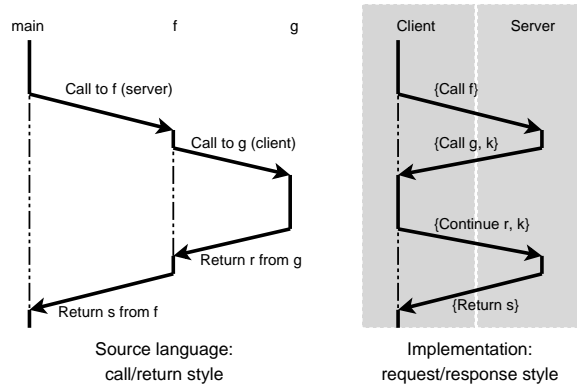 main f g
Call to f (server)
Call to g (client)
Return r from g
Return s from f
Source language:
call/return style
Client Server
{Call f}
{Call g, k}
{Continue r, k}
{Return s}
Implementation:
request/response style